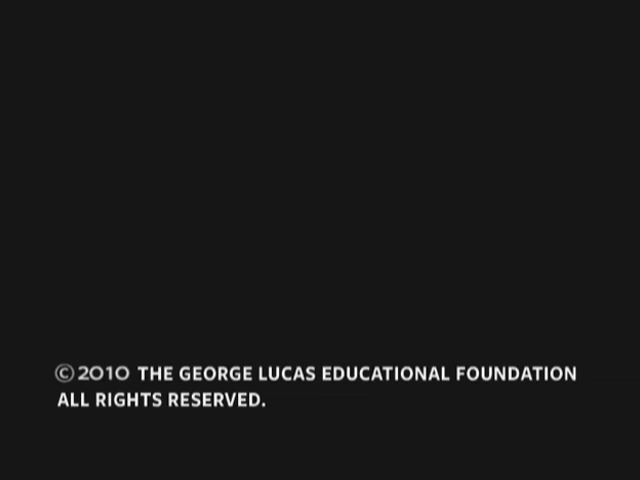 © 2010 THE GEORGE LUCAS EDUCATIONAL FOUNDATION
ALL RIGHTS RESERVED.